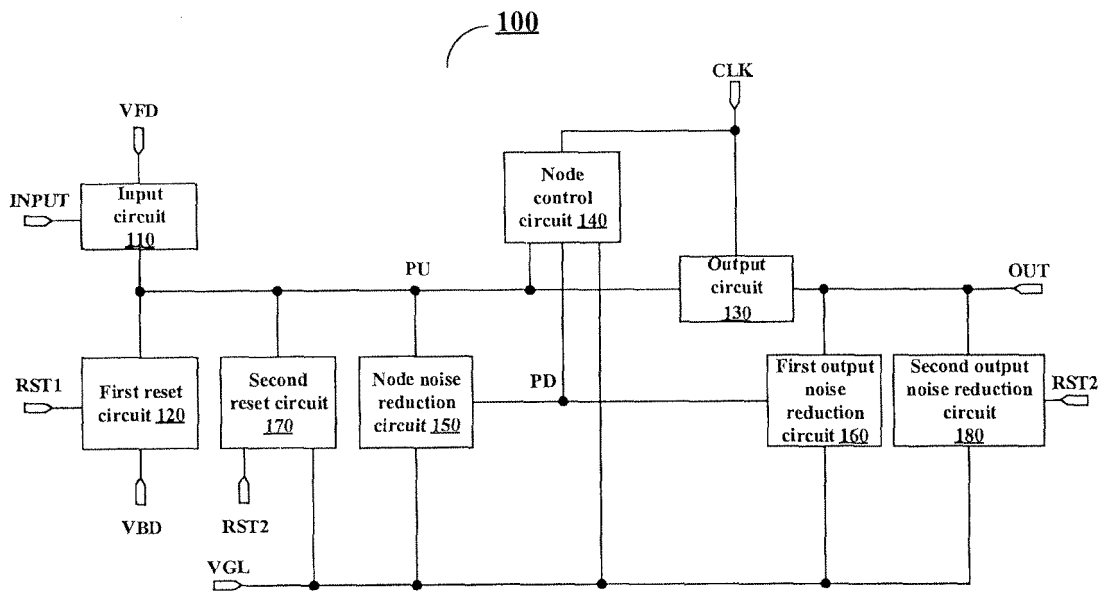 100
CLK
VFD
INPUT
Input
circuit
110
Node
control
circuit 140
PU
Output
circuit
130
OUT
RST1
First reset
circuit 120
Second
reset circuit
170
Node noise
reduction
circuit 150
PD
First output
noise
reduction
circuit 160
Second output
noise reduction
circuit
180
RST2
VBD
RST2
VGL